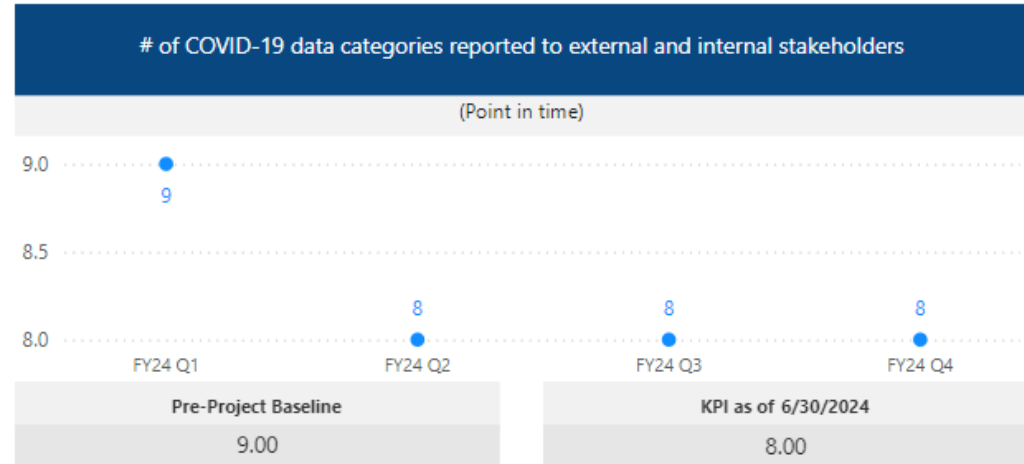 # of COVID-19 data categories reported to external and internal stakeholders
(Point in time)
9.0
9
8.5
8 8 8
8.0
FY24 Q1 FY24 Q2 FY24 Q3 FY24 Q4
Pre-Project Baseline KPI as of 6/30/2024
9.00 8.00